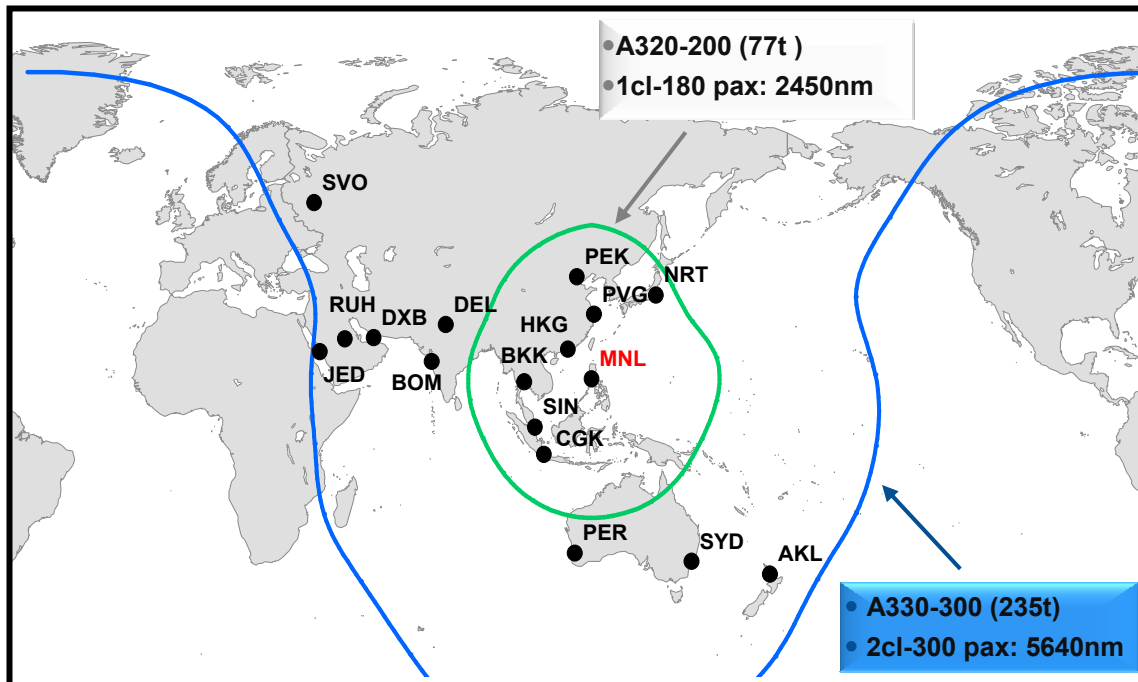 • A320-200 (77t )
• 1cl-180 pax: 2450nm
SVO
PEK
NRT
PVG
RUH
DXB
DEL
HKG
BKK
MNL
JED
BOM
SIN
CGK
PER
SYD
AKL
• A330-300 (235t)
• 2cl-300 pax: 5640nm